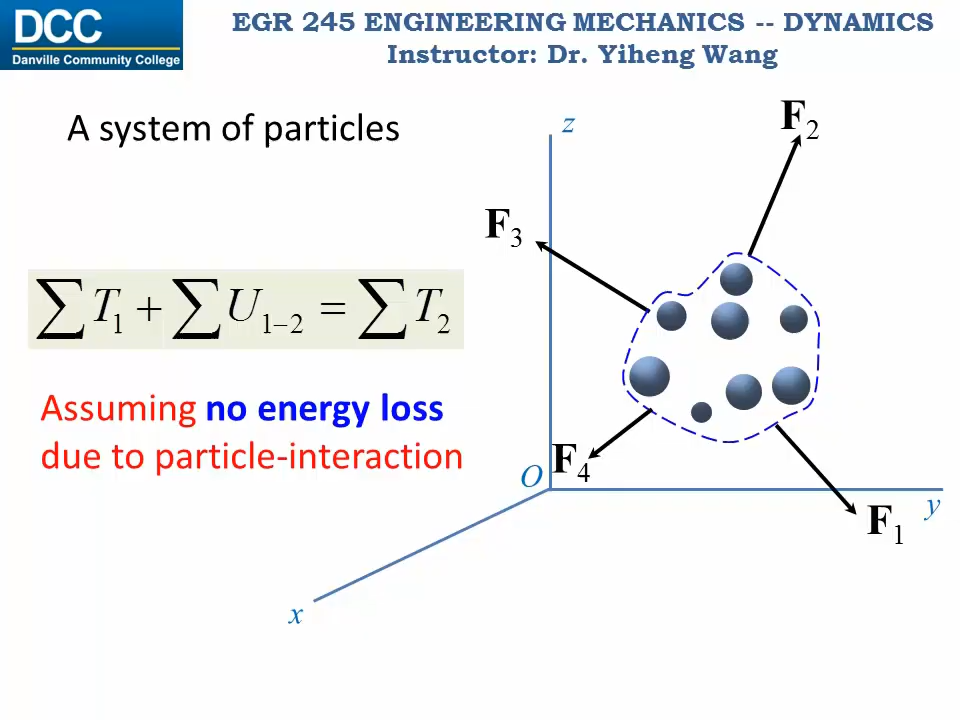 DCC
Danville Community College
EGR 245 ENGINEERING MECHANICS -- DYNAMICS
Instructor: Dr. Yiheng Wang
A system of particles
∑T₁ + ∑U₁₋₂ = ∑T₂
Assuming no energy loss
due to particle-interaction
z
F₂
F₃
F₄
O
y
F₁
x